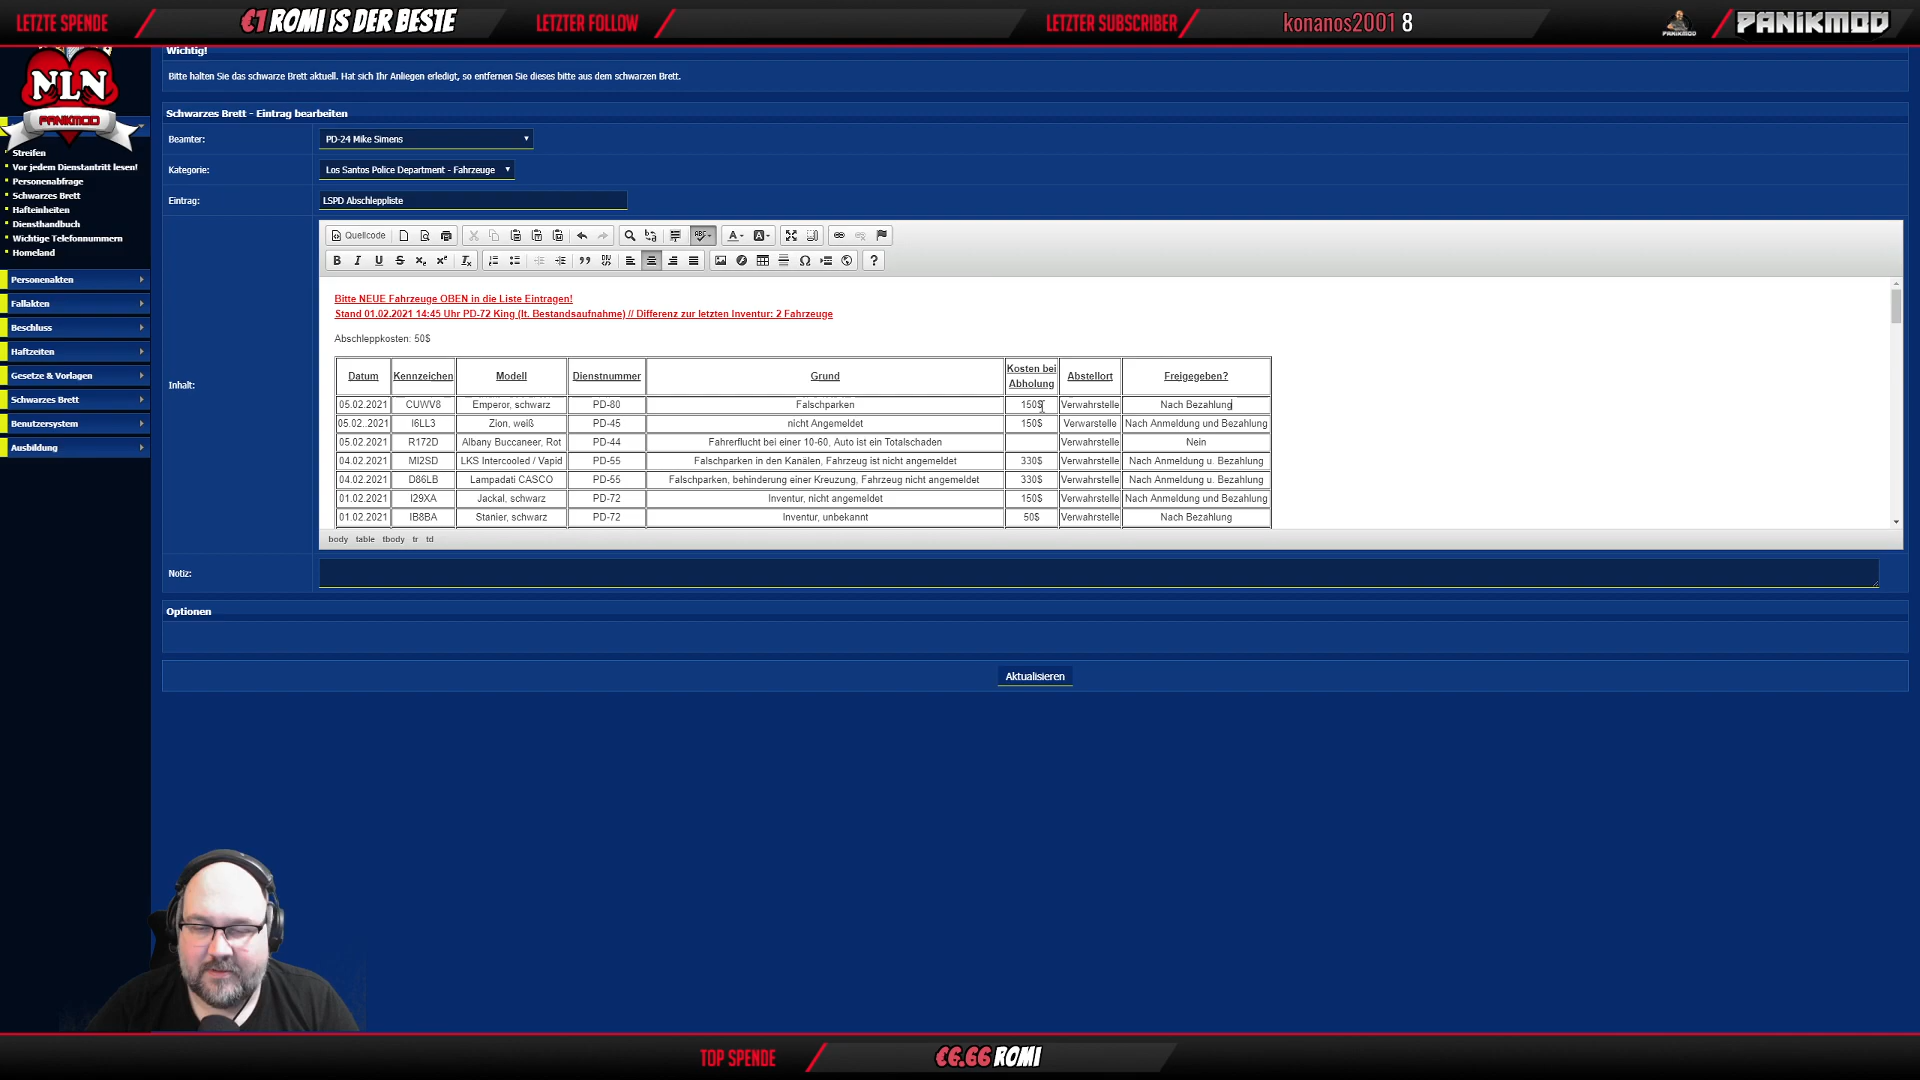 LETZTE SPENDE
€7 ROMI IS DER BESTE
LETZTER FOLLOW
LETZTER SUBSCRIBER
konanos2001 8
PANIKMOD
PANIKMOD
NLN
PANIKMOD
Wichtig!
Bitte halten Sie das schwarze Brett aktuell. Hat sich Ihr Anliegen erledigt, so entfernen Sie dieses bitte aus dem schwarzen Brett.
Streifen
Vor jedem Dienstantritt lesen!
Personenabfrage
Schwarzes Brett
Hafteinheiten
Diensthandbuch
Wichtige Telefonnummern
Homeland
Personenakten
Fallakten
Beschluss
Haftzeiten
Gesetze & Vorlagen
Schwarzes Brett
Benutzersystem
Ausbildung
Schwarzes Brett - Eintrag bearbeiten
Beamter: PD-24 Mike Simens
Kategorie: Los Santos Police Department - Fahrzeuge
Eintrag: LSPD Abschleppliste
Inhalt:
Quellcode
Bitte NEUE Fahrzeuge OBEN in die Liste Eintragen!
Stand 01.02.2021 14:45 Uhr PD-72 King (lt. Bestandsaufnahme) // Differenz zur letzten Inventur: 2 Fahrzeuge
Abschleppkosten: 50$
Datum Kennzeichen Modell Dienstnummer Grund Kosten bei Abholung Abstellort Freigegeben?
05.02.2021 CUWV8 Emperor, schwarz PD-80 Falschparken 150$ Verwahrstelle Nach Bezahlung
05.02..2021 I6LL3 Zion, weiß PD-45 nicht Angemeldet 150$ Verwarstelle Nach Anmeldung und Bezahlung
05.02.2021 R172D Albany Buccaneer, Rot PD-44 Fahrerflucht bei einer 10-60, Auto ist ein Totalschaden Verwahrstelle Nein
04.02.2021 MI2SD LKS Intercooled / Vapid PD-55 Falschparken in den Kanälen, Fahrzeug ist nicht angemeldet 330$ Verwahrstelle Nach Anmeldung u. Bezahlung
04.02.2021 D86LB Lampadati CASCO PD-55 Falschparken, behinderung einer Kreuzung, Fahrzeug nicht angemeldet 330$ Verwahrstelle Nach Anmeldung u. Bezahlung
01.02.2021 I29XA Jackal, schwarz PD-72 Inventur, nicht angemeldet 150$ Verwahrstelle Nach Anmeldung und Bezahlung
01.02.2021 IB8BA Stanier, schwarz PD-72 Inventur, unbekannt 50$ Verwahrstelle Nach Bezahlung
body table tbody tr td
Notiz:
Optionen
Aktualisieren
TOP SPENDE
€6.66 ROMI